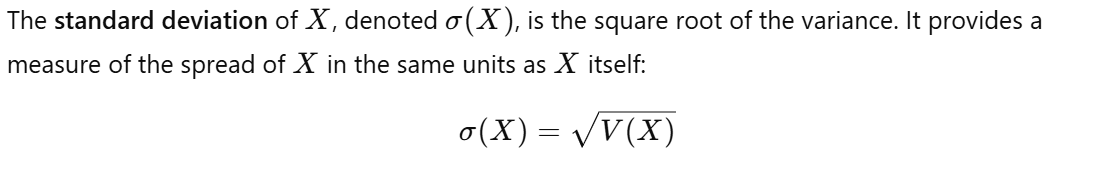 The standard deviation of X, denoted σ(X), is the square root of the variance. It provides a
measure of the spread of X in the same units as X itself:
σ(X) = √V(X)